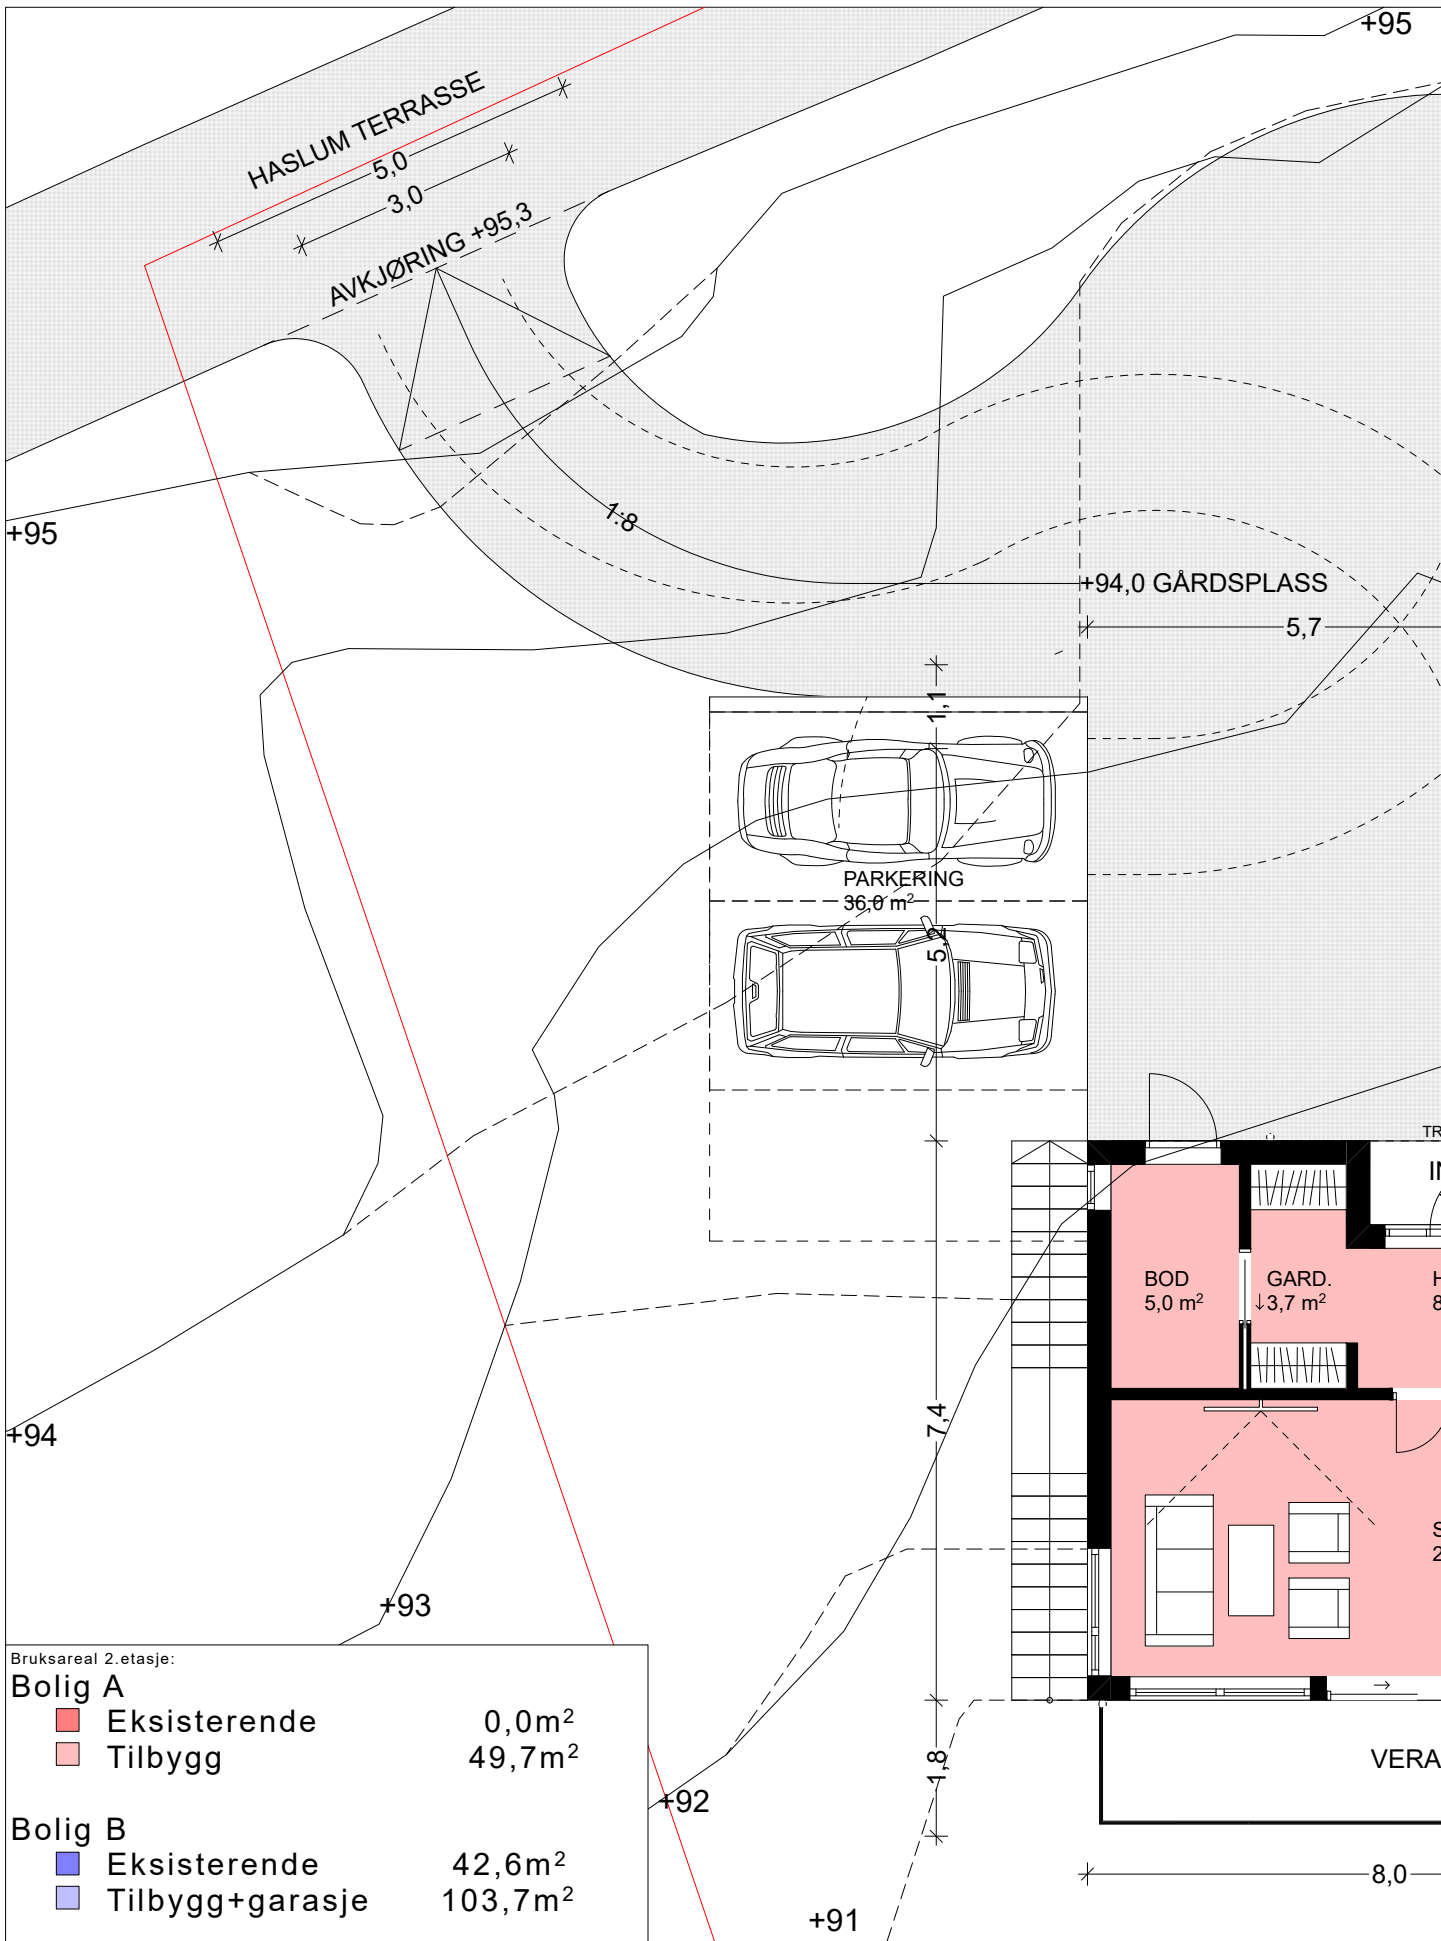 +95
HASLUM TERRASSE
5,0
3,0
AVKJØRING +95,3
+95
1:8
+94,0 GÅRDSPLASS
5,7
1,1
PARKERING
36,0 m²
5,2
TR
BOD
5,0 m²
GARD.
3,7 m²
+94
7,4
+93
Bruksareal 2.etasje:
Bolig A
Eksisterende 0,0m²
Tilbygg 49,7m²
Bolig B
Eksisterende 42,6m²
Tilbygg+garasje 103,7m²
+92
1,8
VERA
8,0
+91